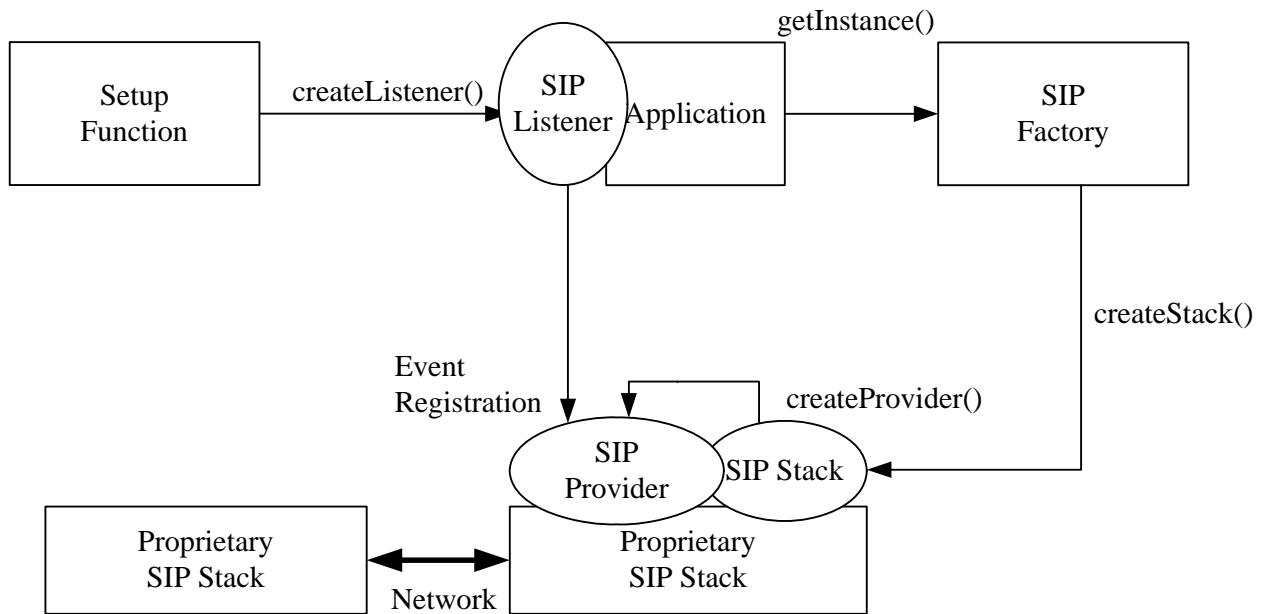 getInstance()
Setup
Function
createListener()
SIP
Listener
Application
SIP
Factory
createStack()
Event
Registration
createProvider()
SIP
Provider
SIP Stack
Proprietary
SIP Stack
Network
Proprietary
SIP Stack